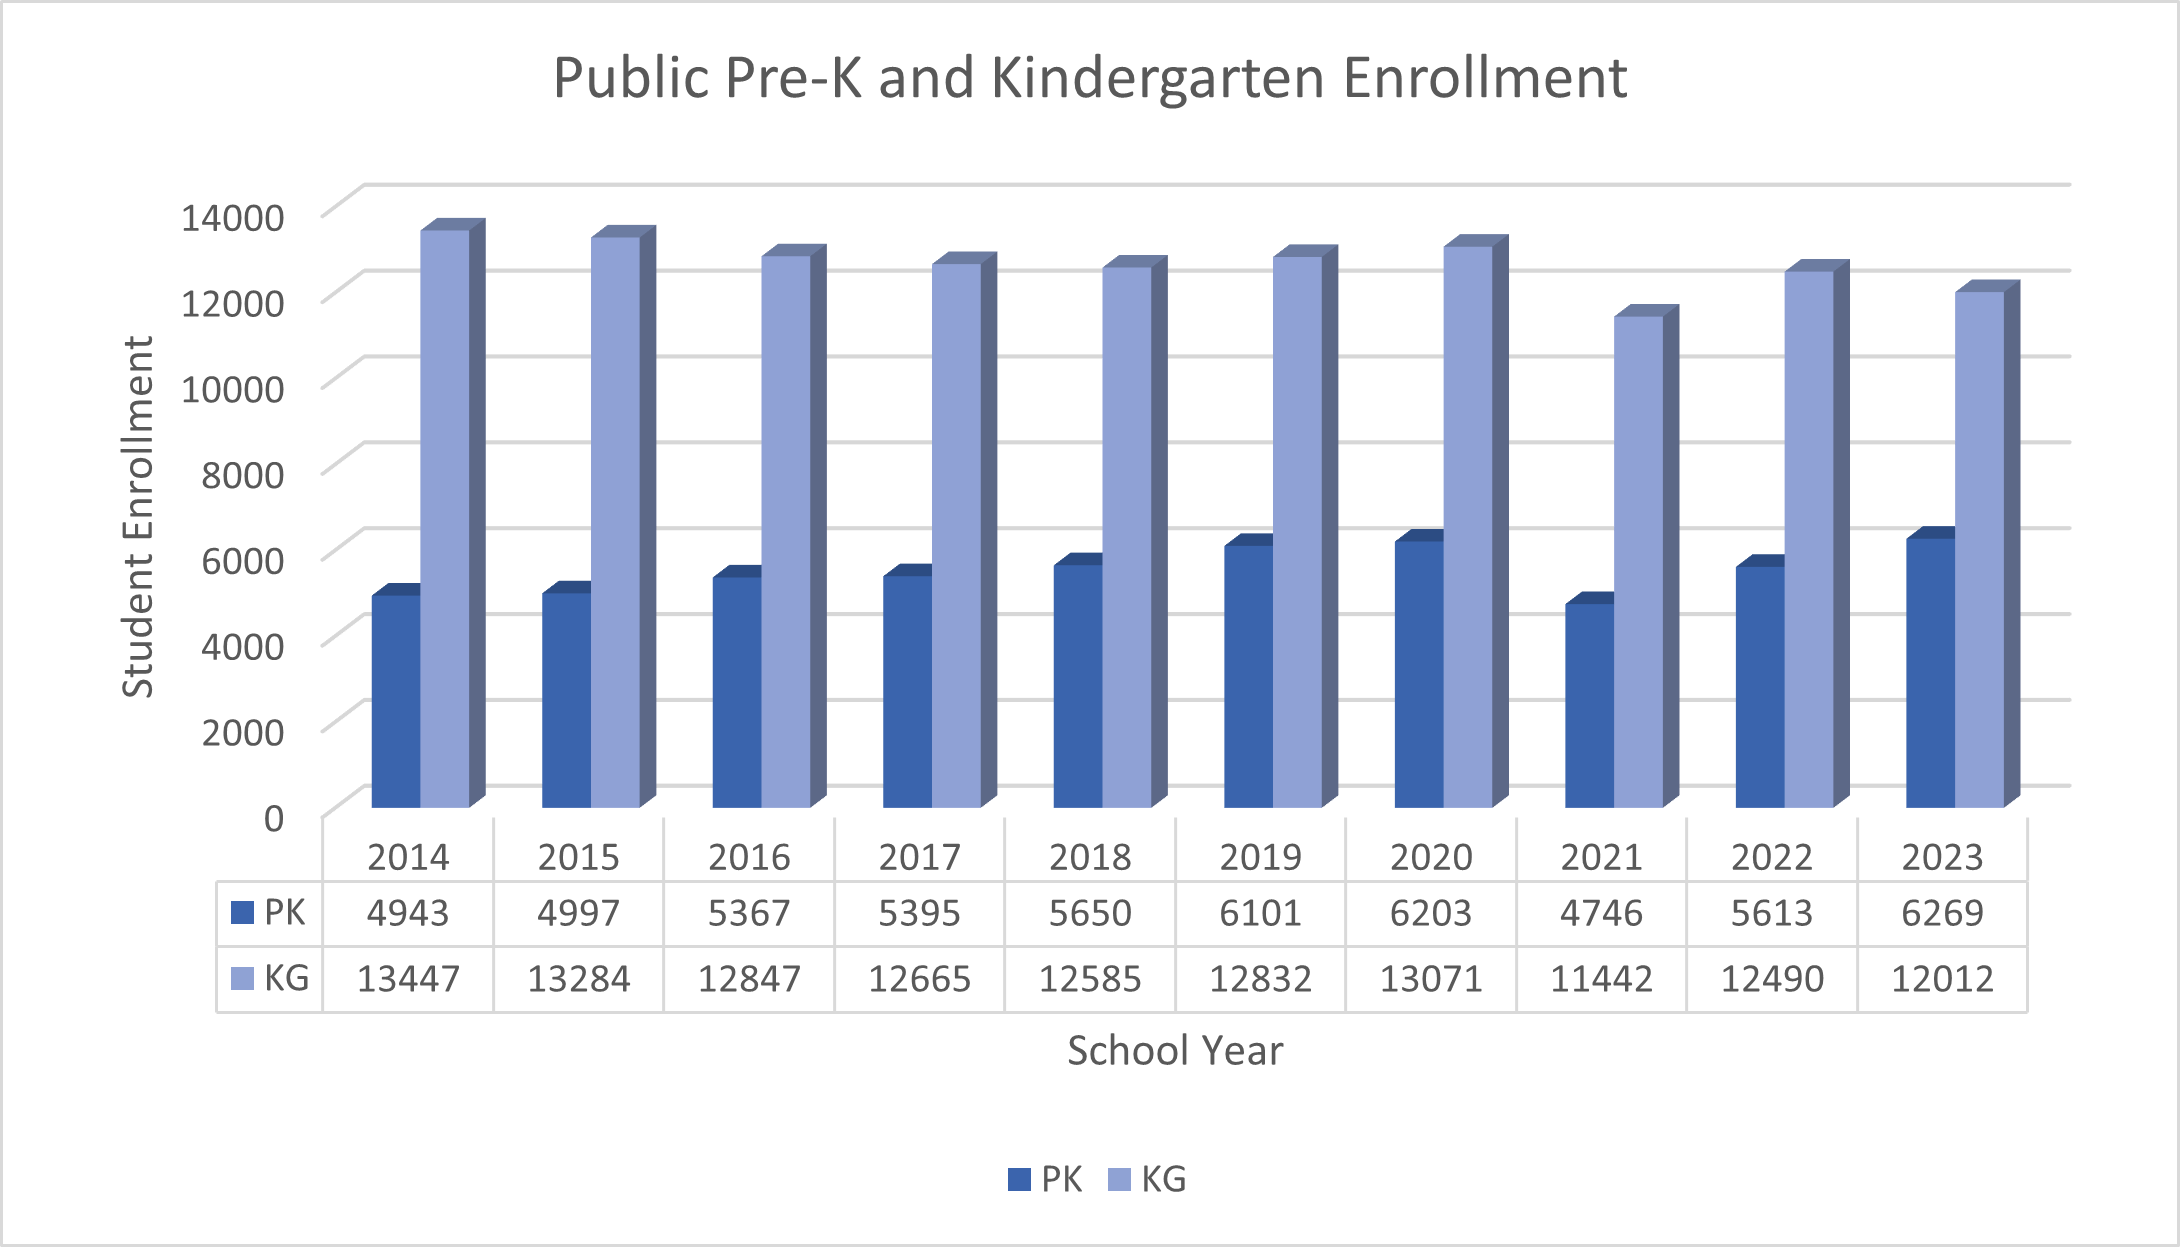 Public Pre-K and Kindergarten Enrollment
14000
12000
10000
8000
6000
4000
2000
0
Student Enrollment
2014 2015 2016 2017 2018 2019 2020 2021 2022 2023
PK 4943 4997 5367 5395 5650 6101 6203 4746 5613 6269
KG 13447 13284 12847 12665 12585 12832 13071 11442 12490 12012
School Year
PK KG